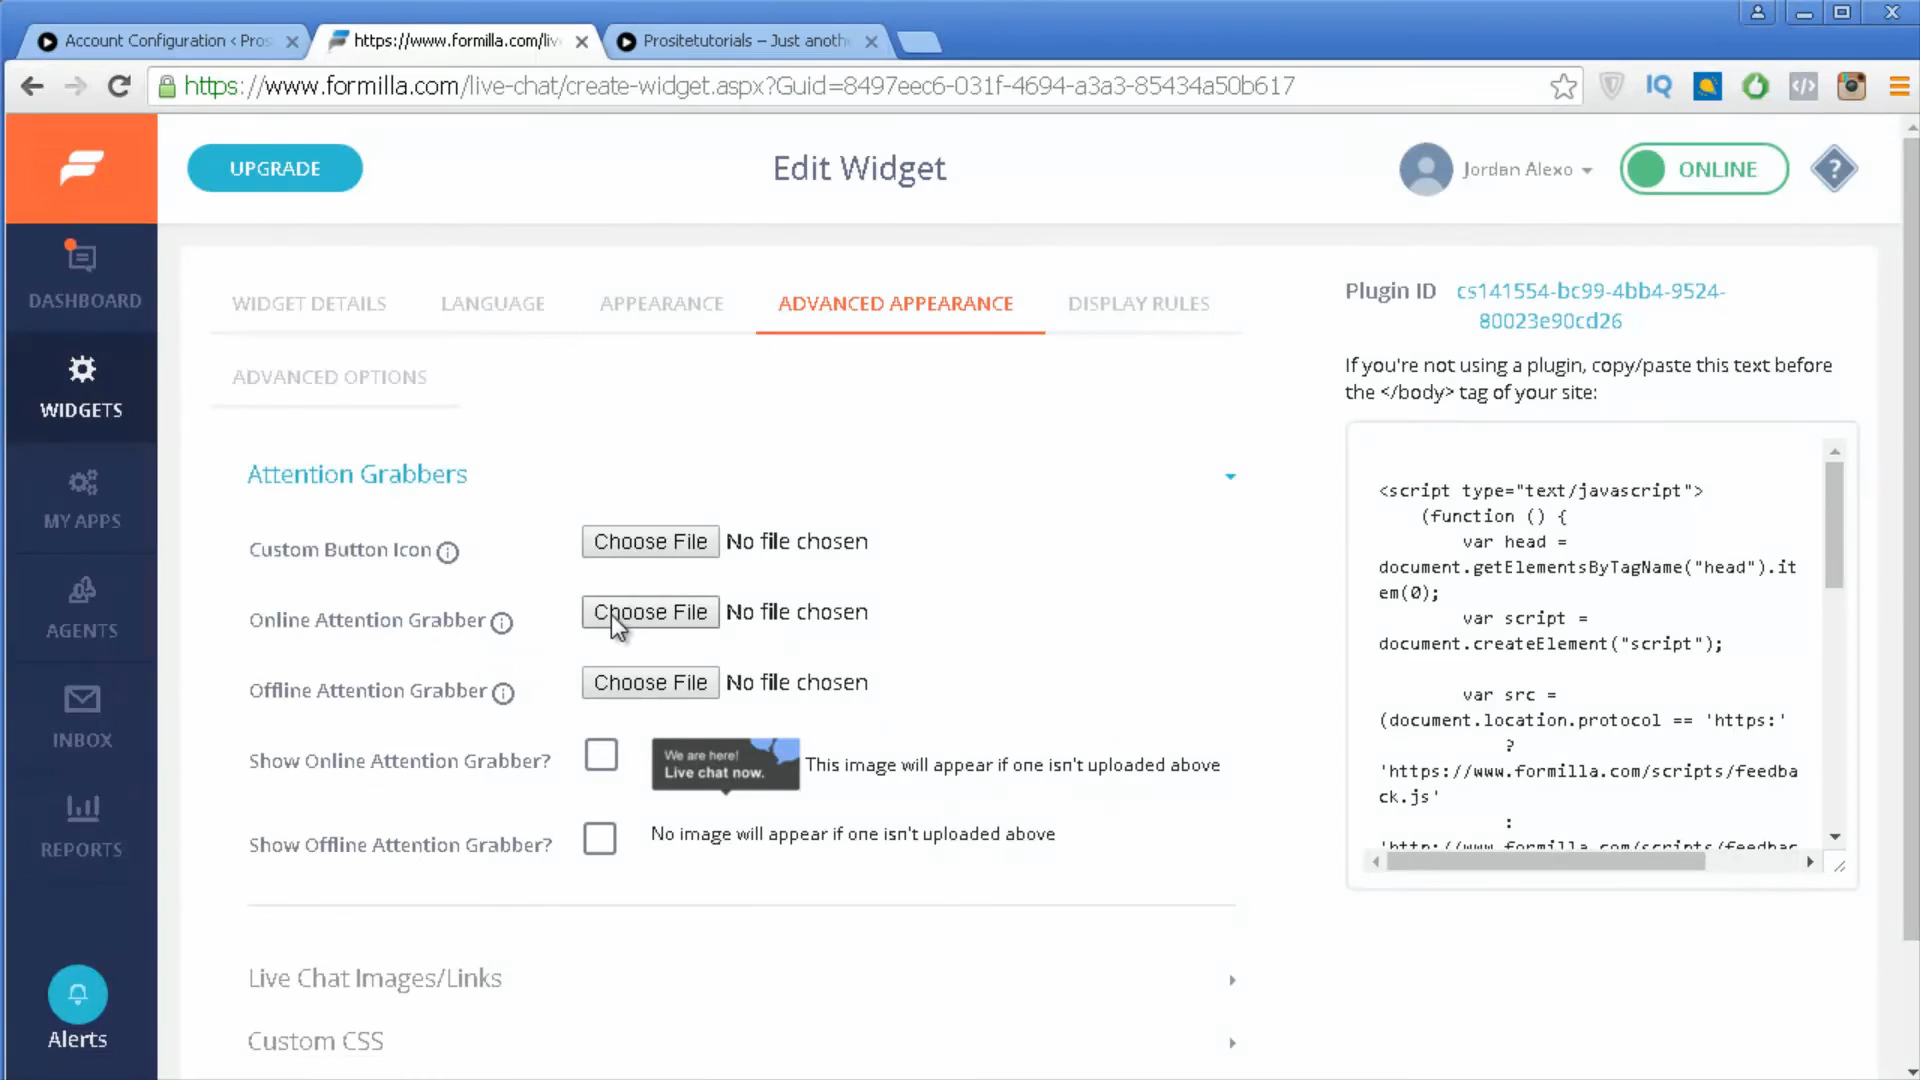 Account Configuration < Pros
https://www.formilla.com/liv
Prositetutorials – Just anoth
https://www.formilla.com/live-chat/create-widget.aspx?Guid=8497eec6-031f-4694-a3a3-85434a50b617
IQ
UPGRADE
Edit Widget
Jordan Alexo
ONLINE
?
DASHBOARD
WIDGETS
MY APPS
AGENTS
INBOX
REPORTS
Alerts
WIDGET DETAILS
LANGUAGE
APPEARANCE
ADVANCED APPEARANCE
DISPLAY RULES
ADVANCED OPTIONS
Attention Grabbers
Custom Button Icon
Choose File No file chosen
Online Attention Grabber
Choose File No file chosen
Offline Attention Grabber
Choose File No file chosen
Show Online Attention Grabber?
We are here!
Live chat now.
This image will appear if one isn't uploaded above
Show Offline Attention Grabber?
No image will appear if one isn't uploaded above
Live Chat Images/Links
Custom CSS
Plugin ID cs141554-bc99-4bb4-9524-
80023e90cd26
If you're not using a plugin, copy/paste this text before
the </body> tag of your site:
<script type="text/javascript">
(function () {
var head =
document.getElementsByTagName("head").it
em(0);
var script =
document.createElement("script");
var src =
(document.location.protocol == 'https:'
?
'https://www.formilla.com/scripts/feedba
ck.js'
:
'http://www.formilla.com/scripts/feedbac